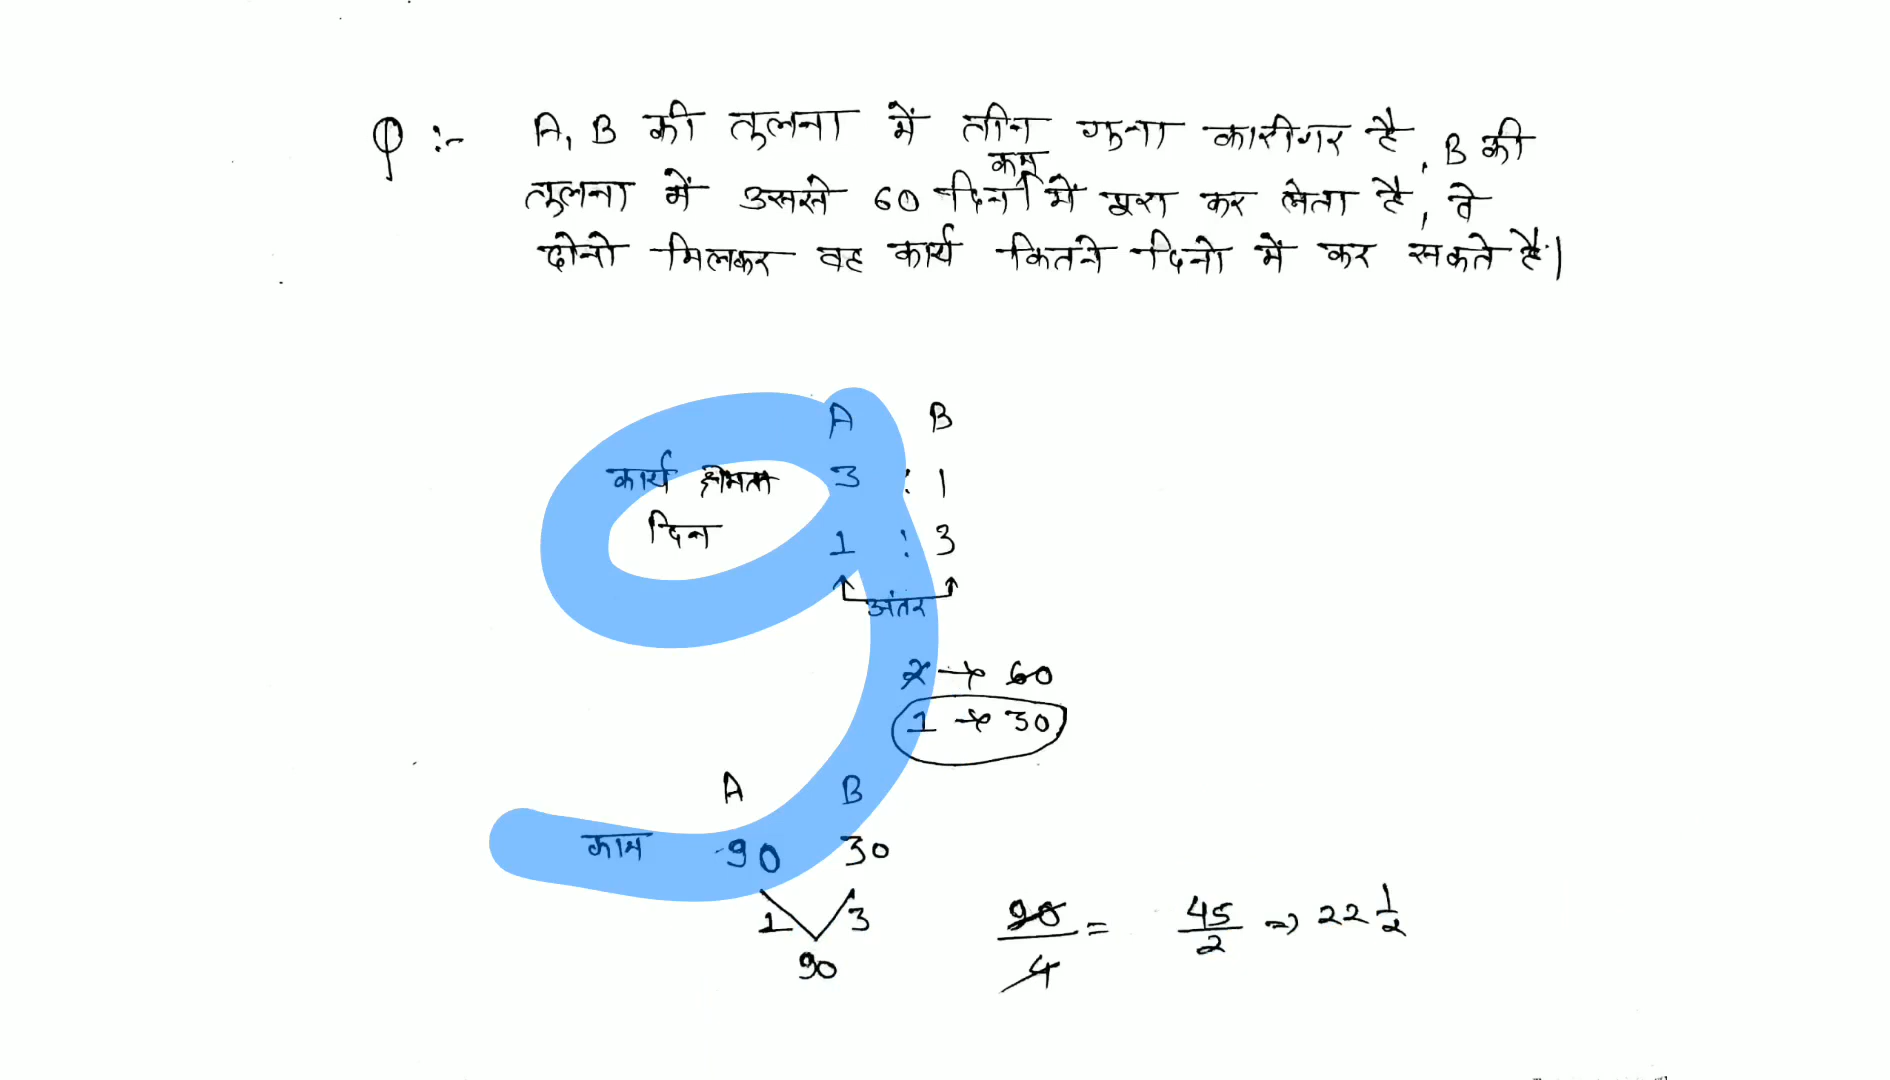 Q :- A, B की तुलना में तीन गुना कारीगर है, B की
कम
तुलना में उससे 60 दिनों में पूरा कर लेता है, वे
दोनो मिलकर वह कार्य कितने दिनो में कर सकते है।
A B
कार्य क्षमता 3 : 1
दिन 1 : 3
अंतर
2 → 60
1 → 30
A B
काम 90 30
1 3
90
90/4 = 45/2 => 22 1/2